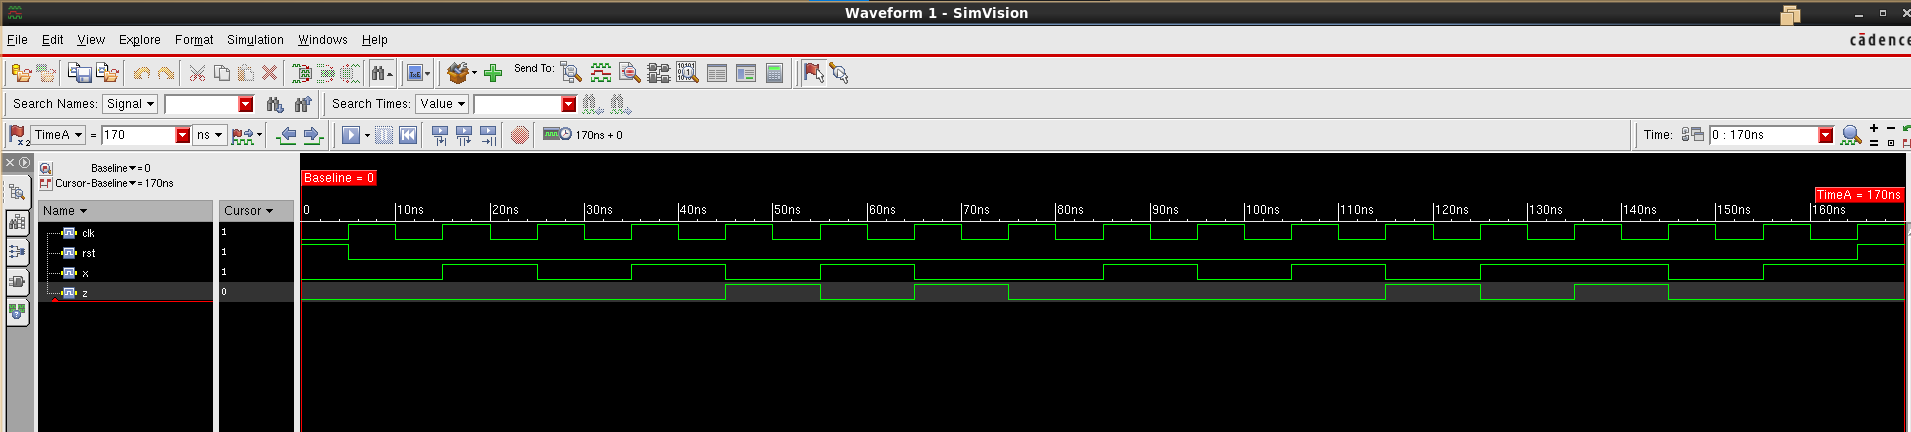 Waveform 1 - SimVision
File Edit View Explore Format Simulation Windows Help
cādence
Send To:
Search Names: Signal Search Times: Value
TimeA = 170 ns 170ns + 0 Time: 0 : 170ns
Baseline = 0
Cursor-Baseline = 170ns
Baseline = 0
TimeA = 170ns
Name Cursor 0 10ns 20ns 30ns 40ns 50ns 60ns 70ns 80ns 90ns 100ns 110ns 120ns 130ns 140ns 150ns 160ns
clk 1
rst 1
x 1
z 0